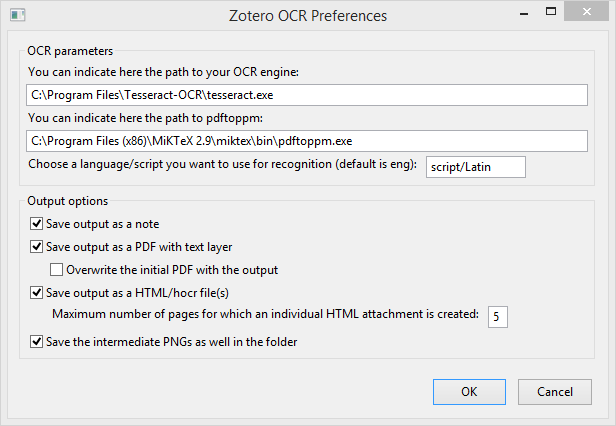 Zotero OCR Preferences
OCR parameters
You can indicate here the path to your OCR engine:
C:\Program Files\Tesseract-OCR\tesseract.exe
You can indicate here the path to pdftoppm:
C:\Program Files (x86)\MiKTeX 2.9\miktex\bin\pdftoppm.exe
Choose a language/script you want to use for recognition (default is eng): script/Latin
Output options
Save output as a note
Save output as a PDF with text layer
Overwrite the initial PDF with the output
Save output as a HTML/hocr file(s)
Maximum number of pages for which an individual HTML attachment is created: 5
Save the intermediate PNGs as well in the folder
OK Cancel